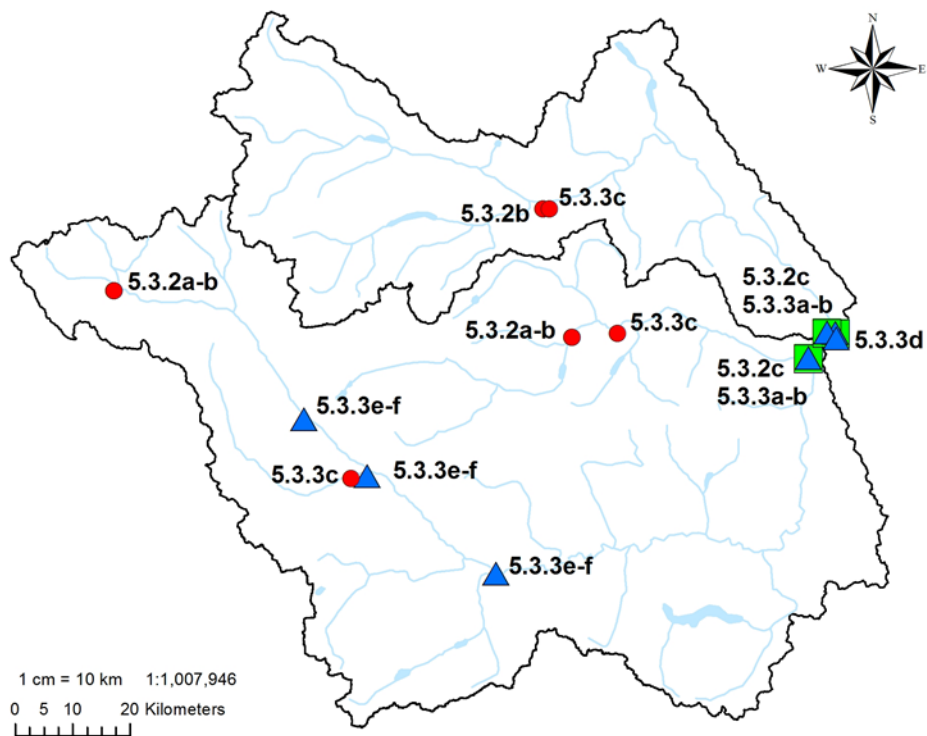 N
W
E
S
5.3.3c
5.3.2b
5.3.2a-b
5.3.2c
5.3.3a-b
5.3.2a-b
5.3.3c
5.3.3d
5.3.2c
5.3.3a-b
5.3.3e-f
5.3.3c
5.3.3e-f
5.3.3e-f
1 cm = 10 km 1:1,007,946
0 5 10 20 Kilometers